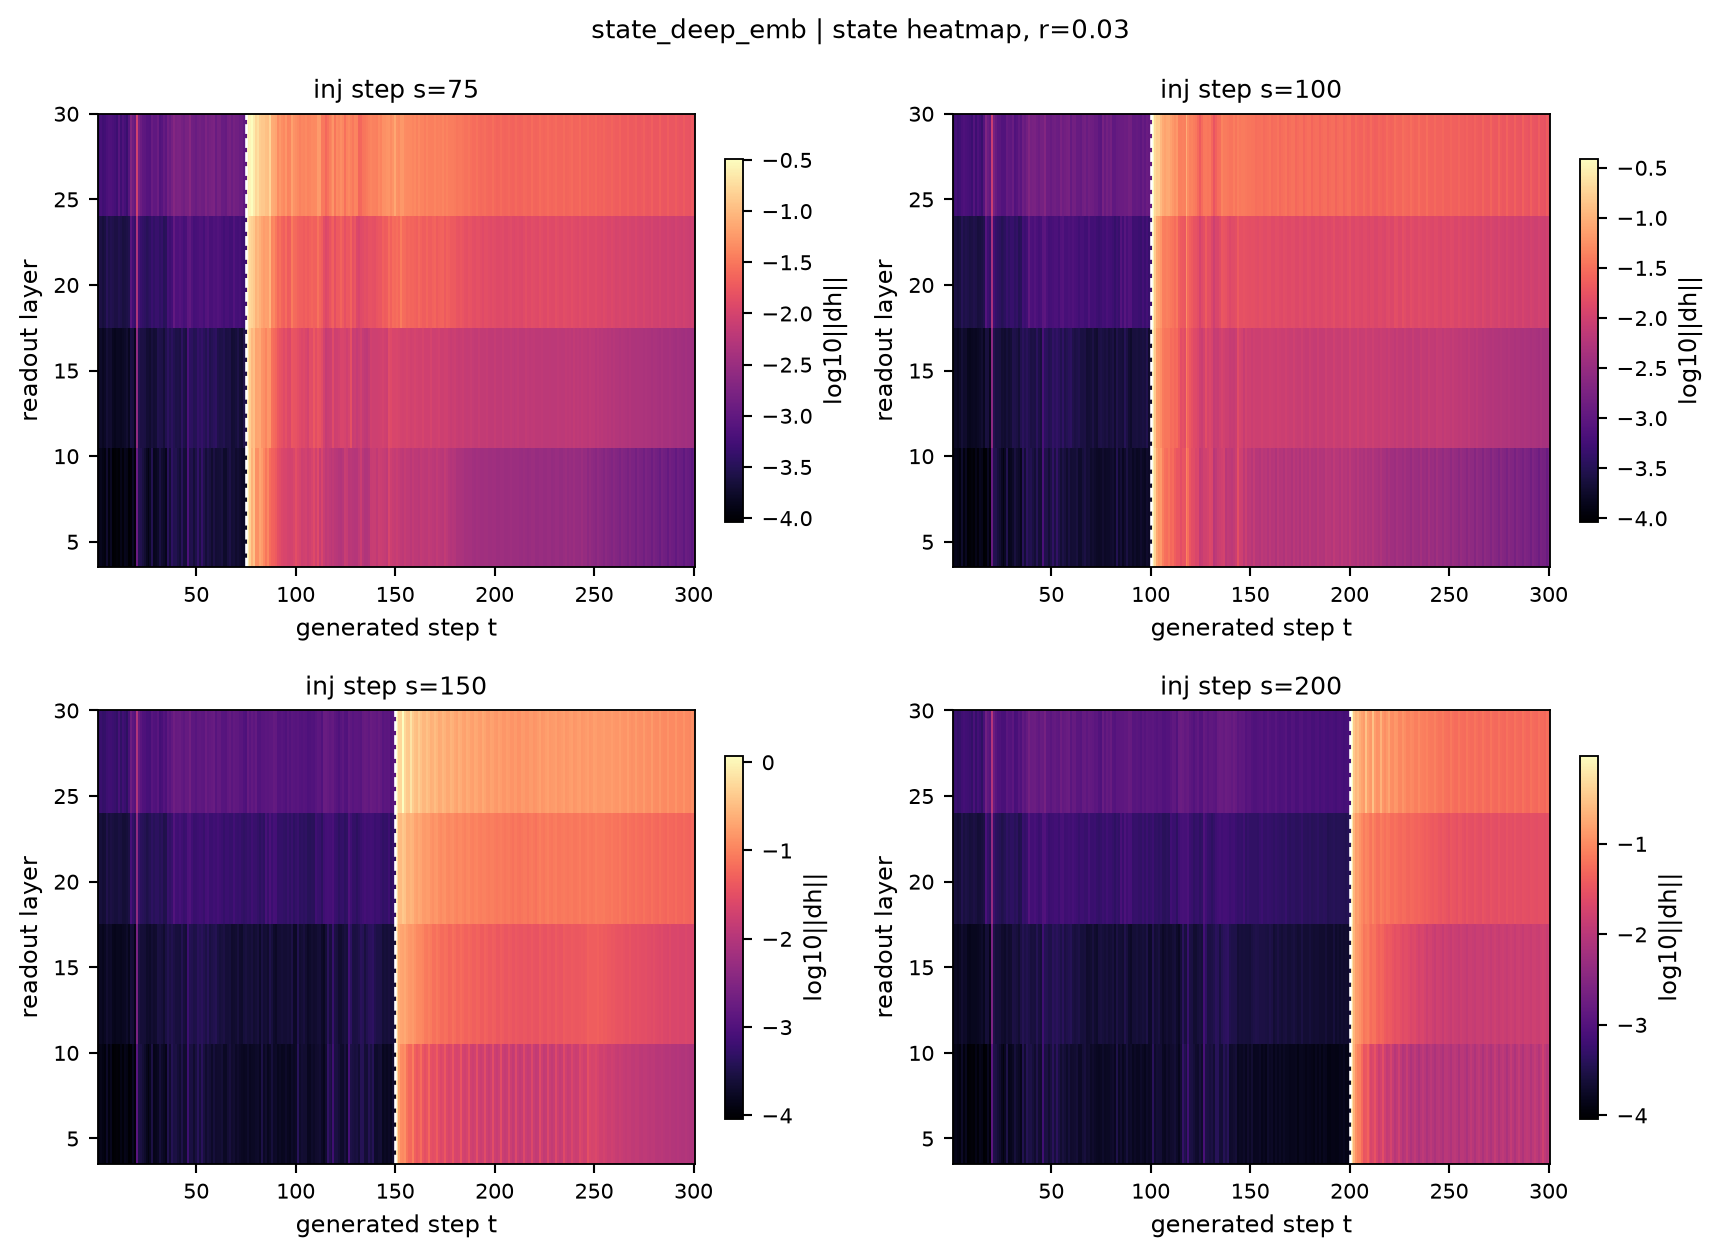 state_deep_emb | state heatmap, r=0.03
inj step s=75
30
25
20
15
10
5
readout layer
50 100 150 200 250 300
generated step t
−0.5
−1.0
−1.5
−2.0
−2.5
−3.0
−3.5
−4.0
log10||dh||
inj step s=100
30
25
20
15
10
5
readout layer
50 100 150 200 250 300
generated step t
−0.5
−1.0
−1.5
−2.0
−2.5
−3.0
−3.5
−4.0
log10||dh||
inj step s=150
30
25
20
15
10
5
readout layer
50 100 150 200 250 300
generated step t
0
−1
−2
−3
−4
log10||dh||
inj step s=200
30
25
20
15
10
5
readout layer
50 100 150 200 250 300
generated step t
−1
−2
−3
−4
log10||dh||